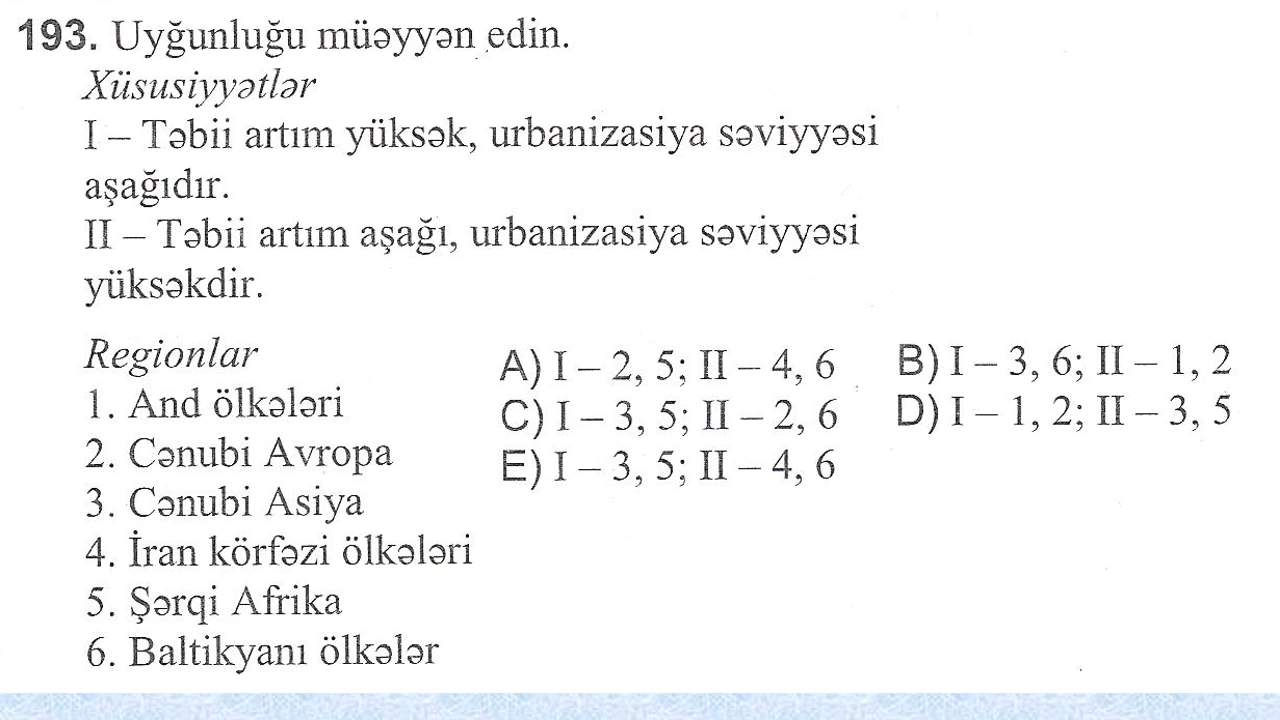 193. Uyğunluğu müəyyən edin.
Xüsusiyyətlər
I – Təbii artım yüksək, urbanizasiya səviyyəsi
aşağıdır.
II – Təbii artım aşağı, urbanizasiya səviyyəsi
yüksəkdir.
Regionlar
1. And ölkələri
2. Cənubi Avropa
3. Cənubi Asiya
4. İran körfəzi ölkələri
5. Şərqi Afrika
6. Baltikyanı ölkələr
A) I – 2, 5; II – 4, 6
B) I – 3, 6; II – 1, 2
C) I – 3, 5; II – 2, 6
D) I – 1, 2; II – 3, 5
E) I – 3, 5; II – 4, 6